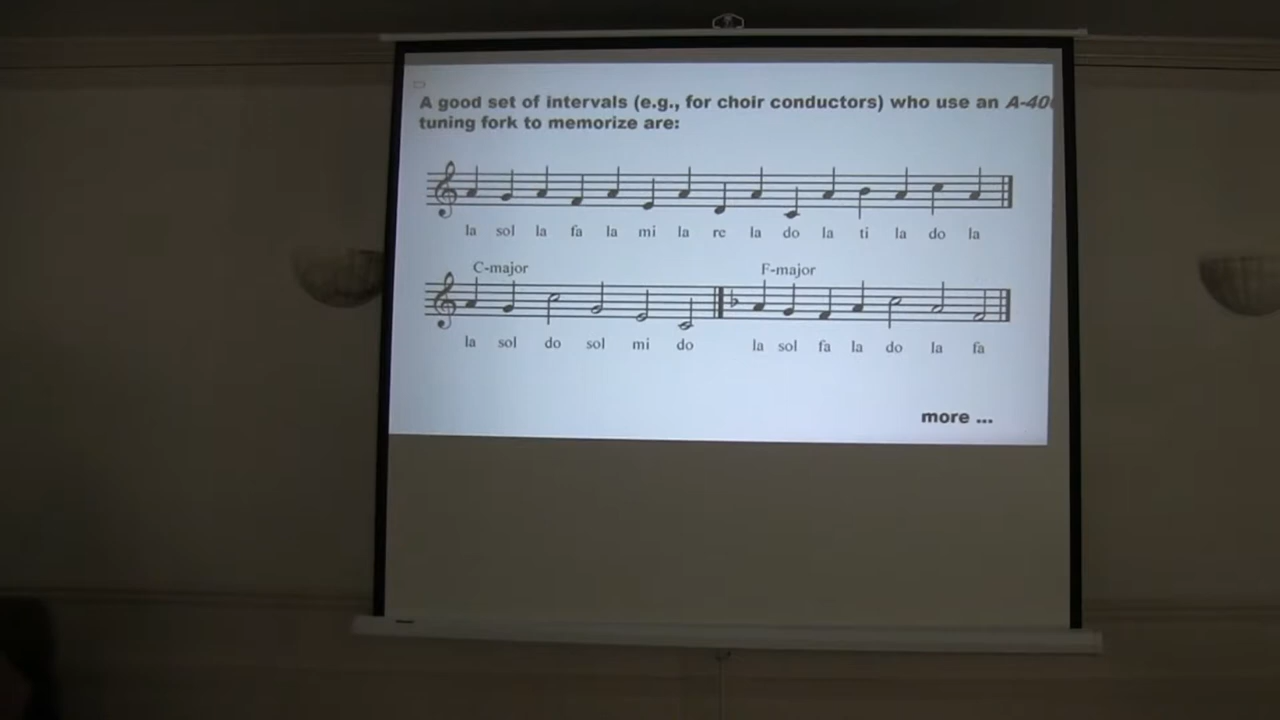 A good set of intervals (e.g., for choir conductors) who use an A-40
tuning fork to memorize are:
la sol la fa la mi la re la do la ti la do la
C-major F-major
la sol do sol mi do la sol fa la do la fa
more ...